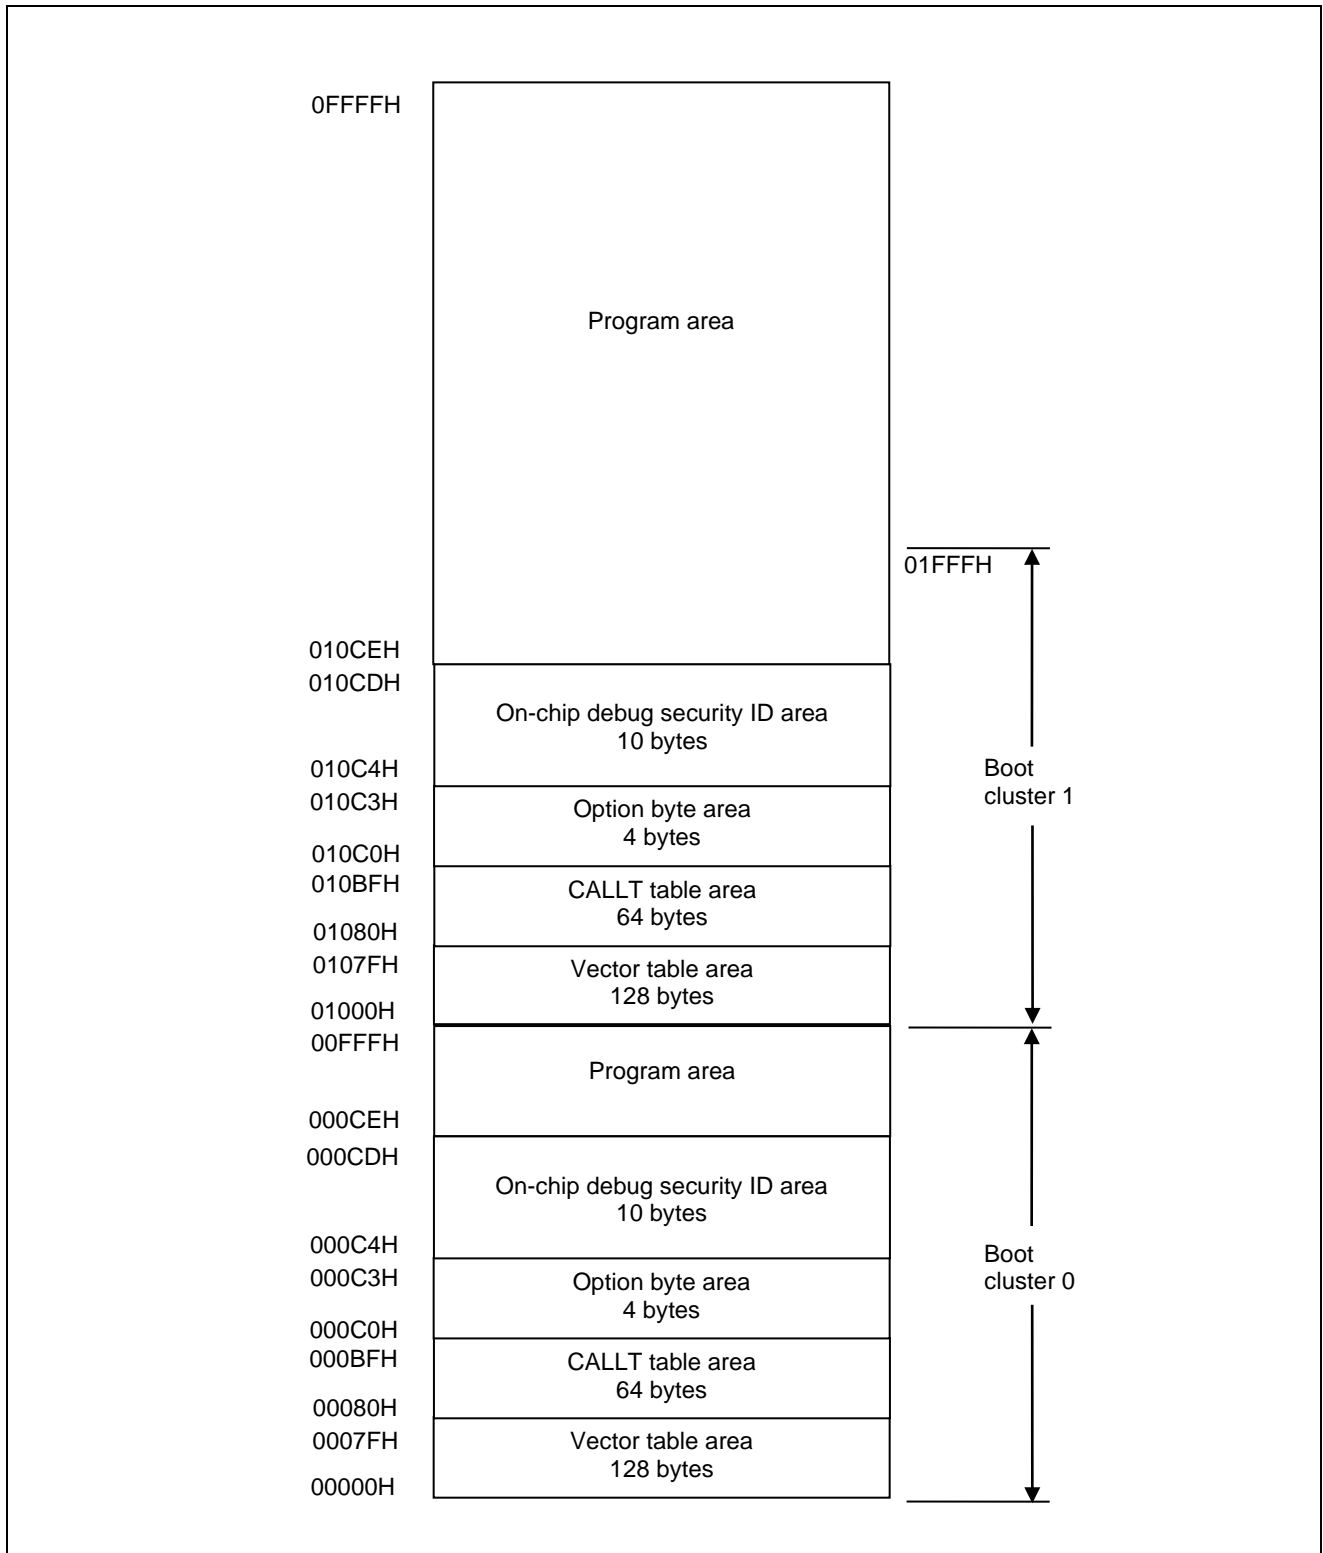 0FFFFH
Program area
01FFFH
010CEH
010CDH
On-chip debug security ID area
10 bytes
010C4H
Boot
cluster 1
010C3H
Option byte area
4 bytes
010C0H
010BFH
CALLT table area
64 bytes
01080H
0107FH
Vector table area
128 bytes
01000H
00FFFH
Program area
000CEH
000CDH
On-chip debug security ID area
10 bytes
000C4H
Boot
cluster 0
000C3H
Option byte area
4 bytes
000C0H
000BFH
CALLT table area
64 bytes
00080H
0007FH
Vector table area
128 bytes
00000H